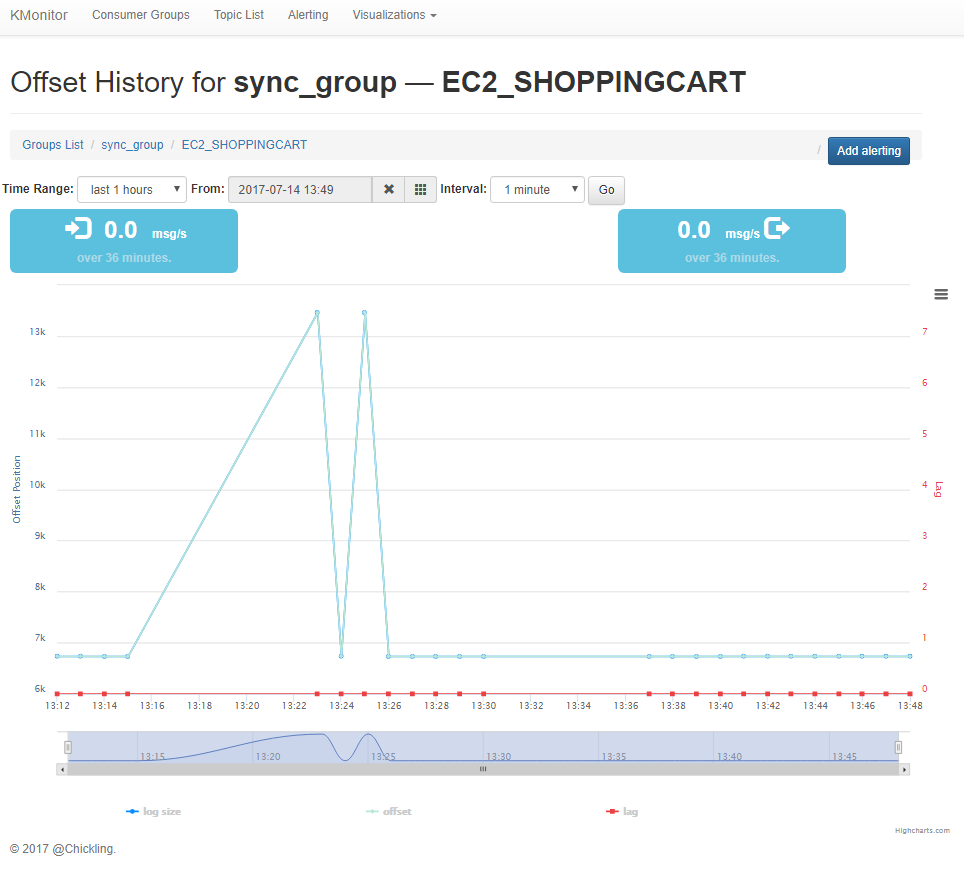 KMonitor Consumer Groups Topic List Alerting Visualizations
Offset History for sync_group — EC2_SHOPPINGCART
Groups List / sync_group / EC2_SHOPPINGCART / Add alerting
Time Range: last 1 hours From: 2017-07-14 13:49 Interval: 1 minute Go
0.0 msg/s 0.0 msg/s
over 36 minutes. over 36 minutes.
13k 7
12k 6
11k 5
10k 4
9k 3
8k 2
7k 1
6k 0
Offset Position
Lag
13:12 13:14 13:16 13:18 13:20 13:22 13:24 13:26 13:28 13:30 13:32 13:34 13:36 13:38 13:40 13:42 13:44 13:46 13:48
13:15 13:20 13:25 13:30 13:35 13:40 13:45
log size offset lag
Highcharts.com
© 2017 @Chickling.